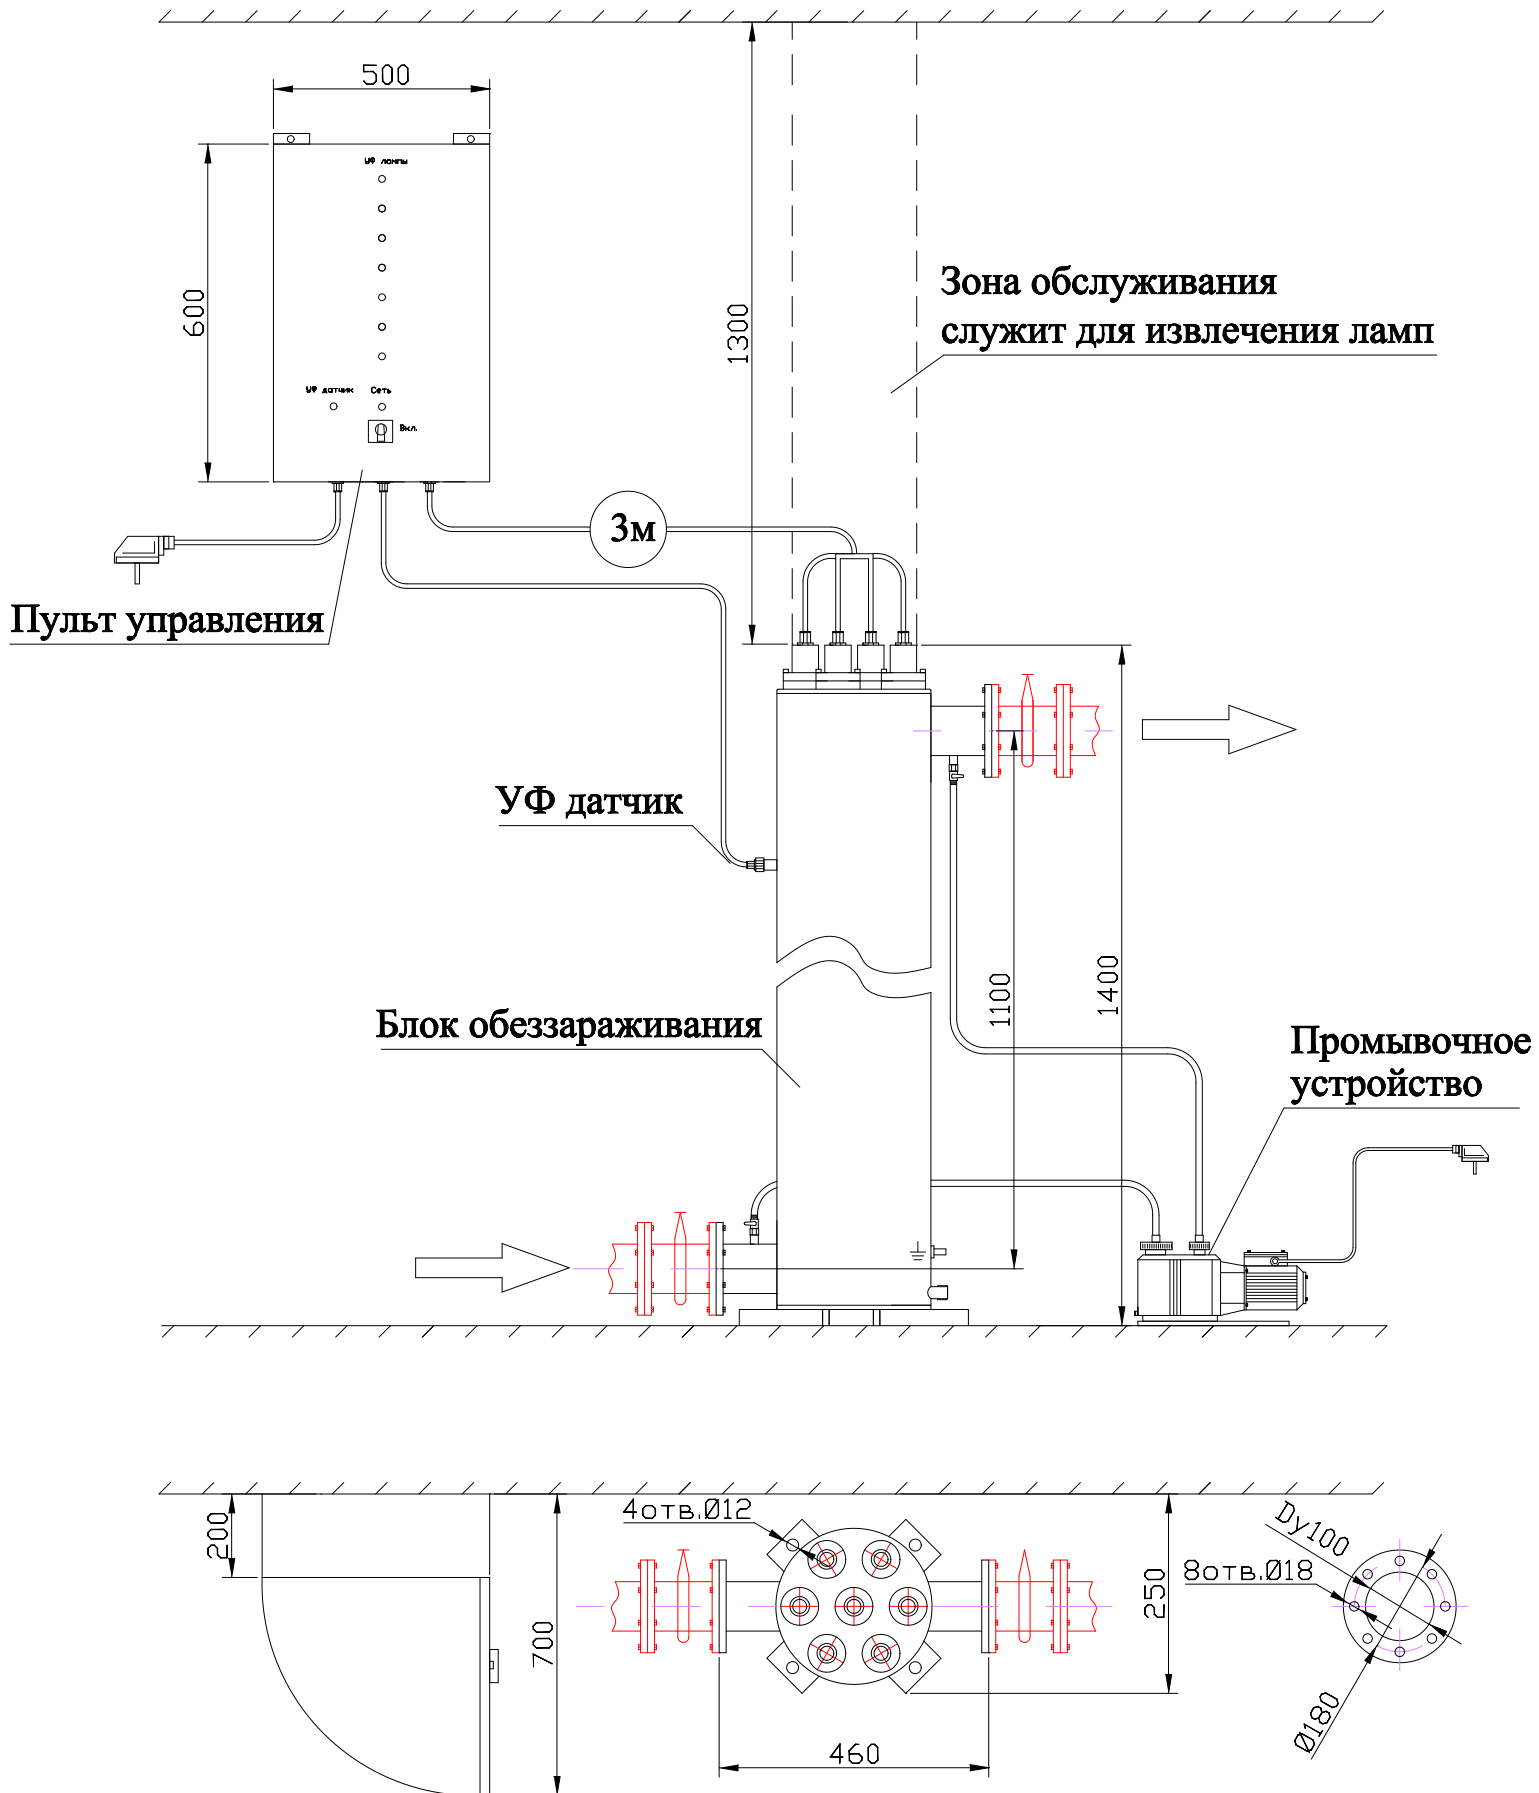 500
УФ лампы
600
1300
Зона обслуживания
служит для извлечения ламп
УФ датчик
Сеть
Вкл.
3м
Пульт управления
УФ датчик
1100
1400
Блок обеззараживания
Промывочное
устройство
200
700
4отв.Ø12
250
460
Dу100
8отв.Ø18
Ø180